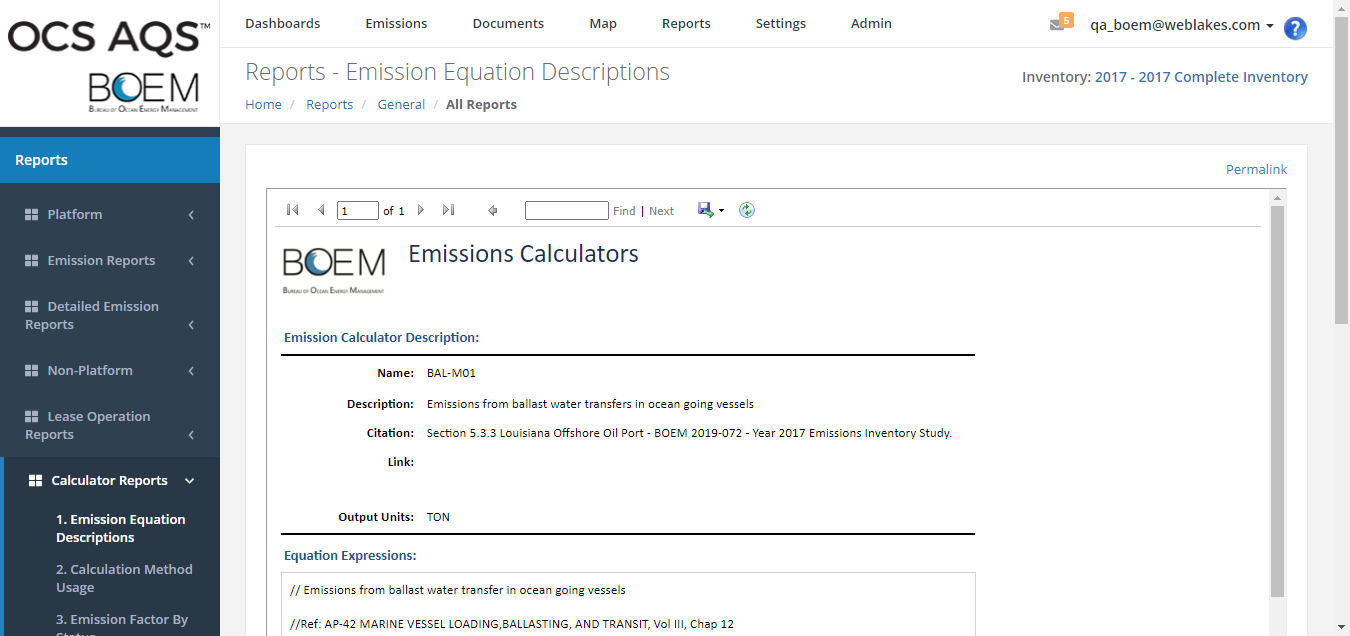 OCS AQS™
BOEM
BUREAU OF OCEAN ENERGY MANAGEMENT
Dashboards Emissions Documents Map Reports Settings Admin
5 qa_boem@weblakes.com ?
Reports - Emission Equation Descriptions
Inventory: 2017 - 2017 Complete Inventory
Home / Reports / General / All Reports
Reports
Platform
Emission Reports
Detailed Emission
Reports
Non-Platform
Lease Operation
Reports
Calculator Reports
1. Emission Equation
Descriptions
2. Calculation Method
Usage
3. Emission Factor By
Status
Permalink
1 of 1 Find | Next
BOEM
BUREAU OF OCEAN ENERGY MANAGEMENT
Emissions Calculators
Emission Calculator Description:
Name: BAL-M01
Description: Emissions from ballast water transfers in ocean going vessels
Citation: Section 5.3.3 Louisiana Offshore Oil Port - BOEM 2019-072 - Year 2017 Emissions Inventory Study.
Link:
Output Units: TON
Equation Expressions:
// Emissions from ballast water transfer in ocean going vessels
//Ref: AP-42 MARINE VESSEL LOADING,BALLASTING, AND TRANSIT, Vol III, Chap 12